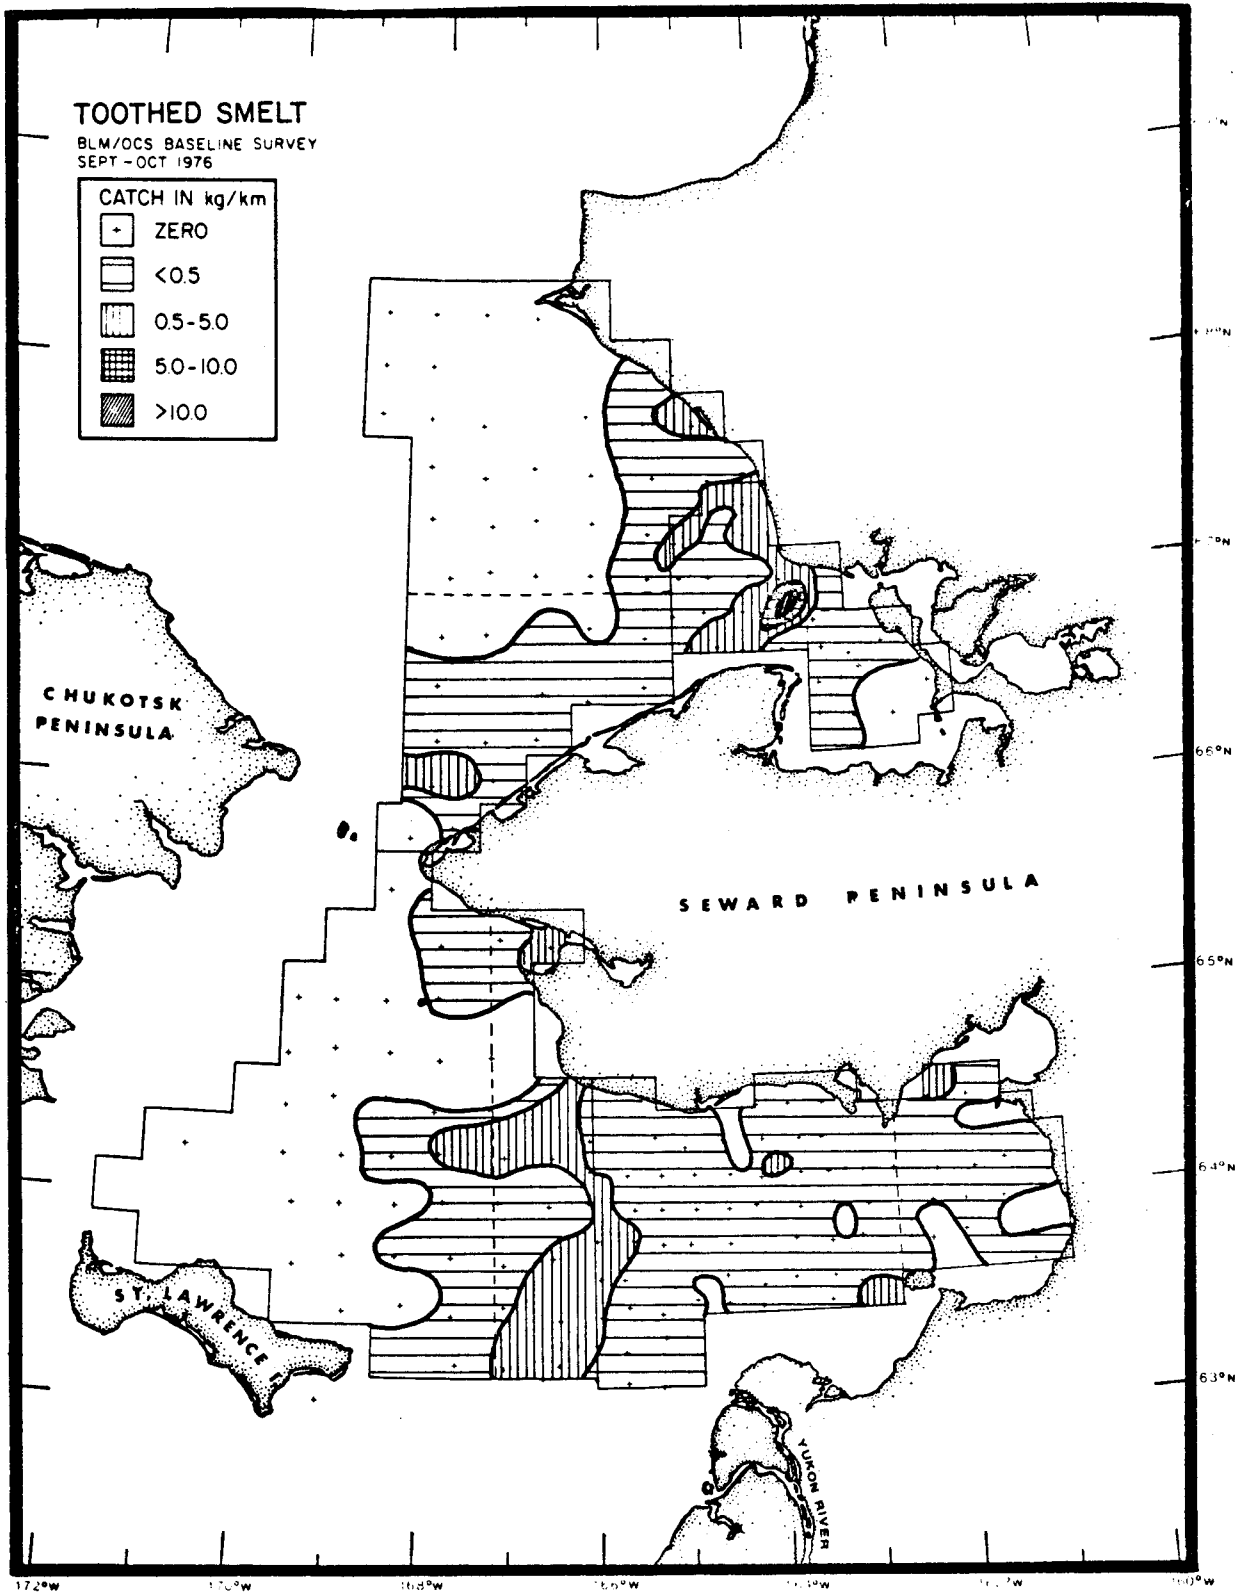 TOOTHED SMELT
BLM/OCS BASELINE SURVEY
SEPT-OCT 1976
CATCH IN kg/km
ZERO
<0.5
0.5-5.0
5.0-10.0
>10.0
CHUKOTSK
PENINSULA
66°N
SEWARD PENINSULA
65°N
64°N
ST. LAWRENCE I.
63°N
YUKON RIVER
172°W
168°W
166°W